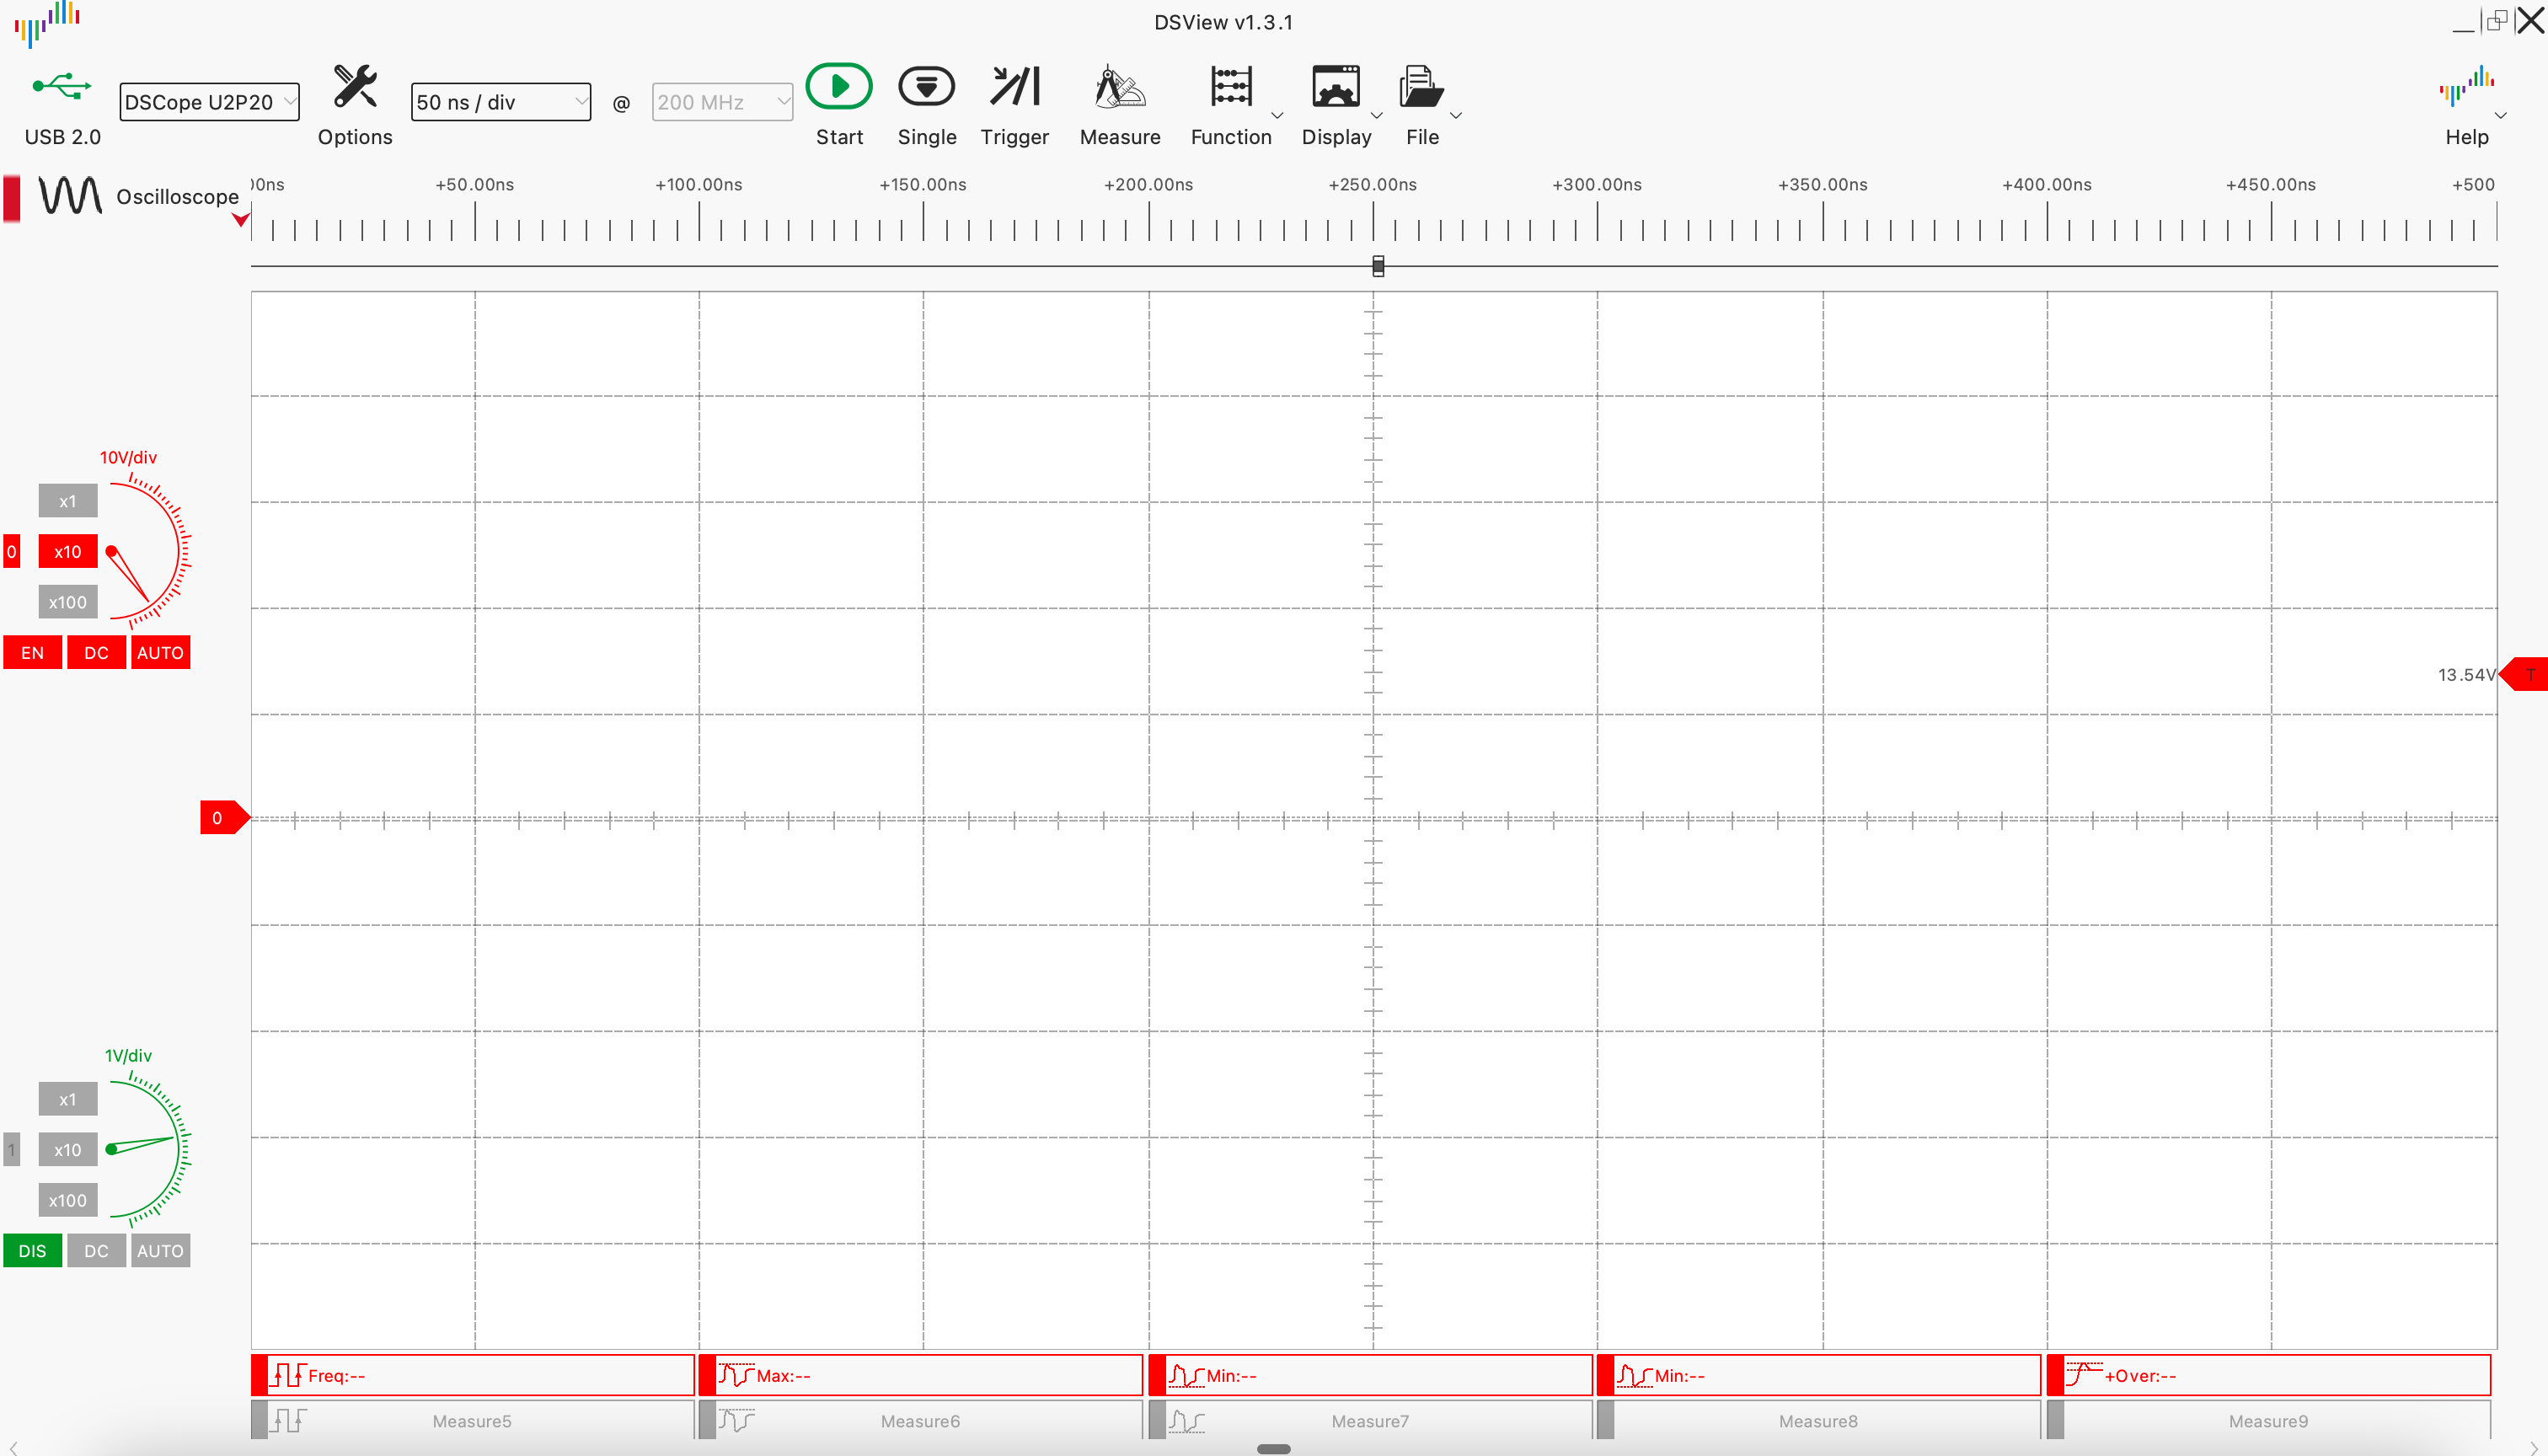 DSView v1.3.1
DSCope U2P20
50 ns / div
@
200 MHz
USB 2.0
Options
Start
Single
Trigger
Measure
Function
Display
File
Help
Oscilloscope
00ns
+50.00ns
+100.00ns
+150.00ns
+200.00ns
+250.00ns
+300.00ns
+350.00ns
+400.00ns
+450.00ns
+500
10V/div
x1
0
x10
x100
EN
DC
AUTO
13.54V
T
0
1V/div
x1
1
x10
x100
DIS
DC
AUTO
Freq:--
Max:--
Min:--
Min:--
+Over:--
Measure5
Measure6
Measure7
Measure8
Measure9